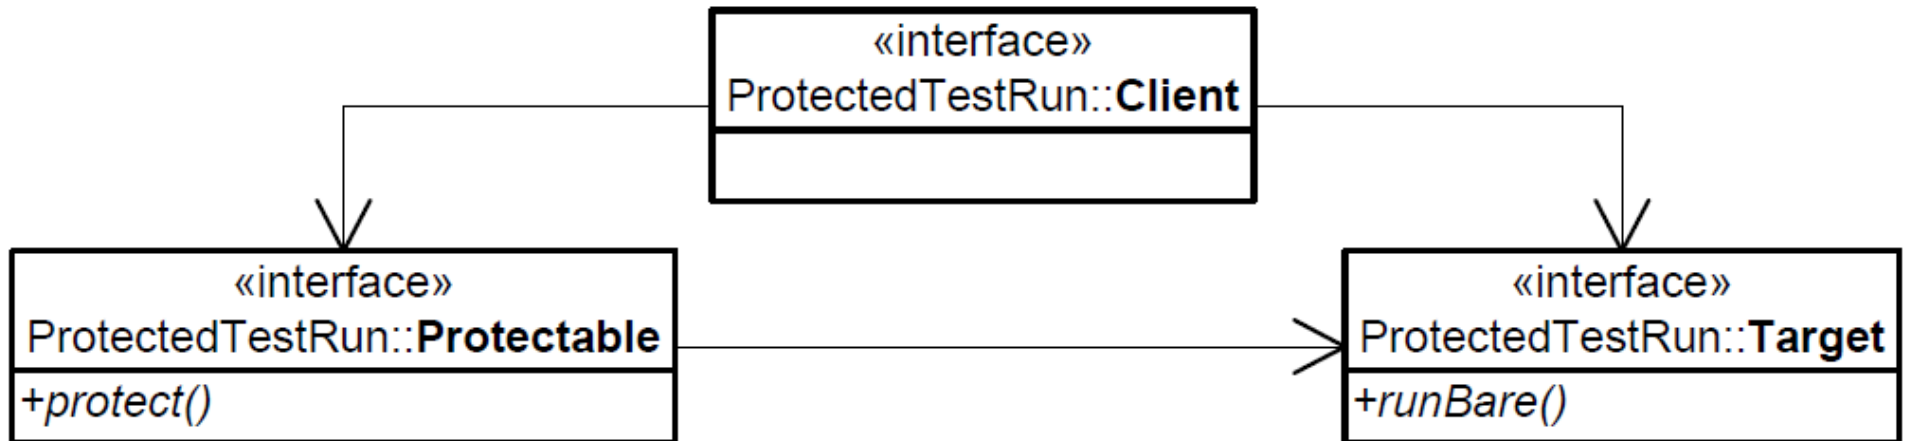 «interface»
ProtectedTestRun::Client
«interface»
ProtectedTestRun::Protectable
+protect()
«interface»
ProtectedTestRun::Target
+runBare()